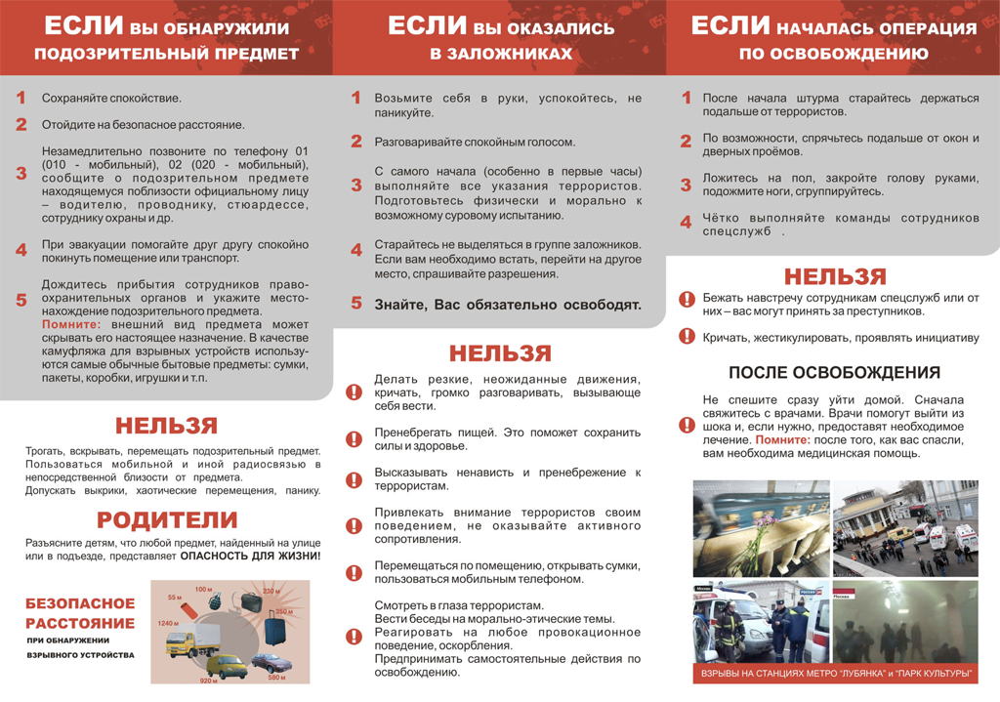 ЕСЛИ ВЫ ОБНАРУЖИЛИ
ПОДОЗРИТЕЛЬНЫЙ ПРЕДМЕТ
1 Сохраняйте спокойствие.
2 Отойдите на безопасное расстояние.
Незамедлительно позвоните по телефону 01
(010 - мобильный), 02 (020 - мобильный),
3 сообщите о подозрительном предмете
находящемуся поблизости официальному лицу
– водителю, проводнику, стюардессе,
сотруднику охраны и др.
4 При эвакуации помогайте друг другу спокойно
покинуть помещение или транспорт.
5 Дождитесь прибытия сотрудников право-
охранительных органов и укажите место-
нахождение подозрительного предмета.
Помните: внешний вид предмета может
скрывать его настоящее назначение. В качестве
камуфляжа для взрывных устройств использу-
ются самые обычные бытовые предметы: сумки,
пакеты, коробки, игрушки и т.п.
НЕЛЬЗЯ
Трогать, вскрывать, перемещать подозрительный предмет.
Пользоваться мобильной и иной радиосвязью в
непосредственной близости от предмета.
Допускать выкрики, хаотические перемещения, панику.
РОДИТЕЛИ
Разъясните детям, что любой предмет, найденный на улице
или в подъезде, представляет ОПАСНОСТЬ ДЛЯ ЖИЗНИ!
БЕЗОПАСНОЕ
РАССТОЯНИЕ
ПРИ ОБНАРУЖЕНИИ
ВЗРЫВНОГО УСТРОЙСТВА
55 м
100 м
230 м
350 м
1240 м
920 м
580 м
ЕСЛИ ВЫ ОКАЗАЛИСЬ
В ЗАЛОЖНИКАХ
1 Возьмите себя в руки, успокойтесь, не
паникуйте.
2 Разговаривайте спокойным голосом.
С самого начала (особенно в первые часы)
3 выполняйте все указания террористов.
Подготовьтесь физически и морально к
возможному суровому испытанию.
4 Старайтесь не выделяться в группе заложников.
Если вам необходимо встать, перейти на другое
место, спрашивайте разрешения.
5 Знайте, Вас обязательно освободят.
НЕЛЬЗЯ
Делать резкие, неожиданные движения,
! кричать, громко разговаривать, вызывающе
себя вести.
! Пренебрегать пищей. Это поможет сохранить
силы и здоровье.
! Высказывать ненависть и пренебрежение к
террористам.
Привлекать внимание террористов своим
! поведением, не оказывайте активного
сопротивления.
! Перемещаться по помещению, открывать сумки,
пользоваться мобильным телефоном.
Смотреть в глаза террористам.
Вести беседы на морально-этические темы.
! Реагировать на любое провокационное
поведение, оскорбления.
Предпринимать самостоятельные действия по
освобождению.
ЕСЛИ НАЧАЛАСЬ ОПЕРАЦИЯ
ПО ОСВОБОЖДЕНИЮ
1 После начала штурма старайтесь держаться
подальше от террористов.
2 По возможности, спрячьтесь подальше от окон и
дверных проёмов.
3 Ложитесь на пол, закройте голову руками,
подожмите ноги, сгруппируйтесь.
4 Чётко выполняйте команды сотрудников
спецслужб .
НЕЛЬЗЯ
! Бежать навстречу сотрудникам спецслужб или от
них – вас могут принять за преступников.
! Кричать, жестикулировать, проявлять инициативу
ПОСЛЕ ОСВОБОЖДЕНИЯ
Не спешите сразу уйти домой. Сначала
свяжитесь с врачами. Врачи помогут выйти из
! шока и, если нужно, предоставят необходимое
лечение. Помните: после того, как вас спасли,
вам необходима медицинская помощь.
Москва
РОССИЯ
Москва
ВЗРЫВЫ НА СТАНЦИЯХ МЕТРО "ЛУБЯНКА" и "ПАРК КУЛЬТУРЫ"